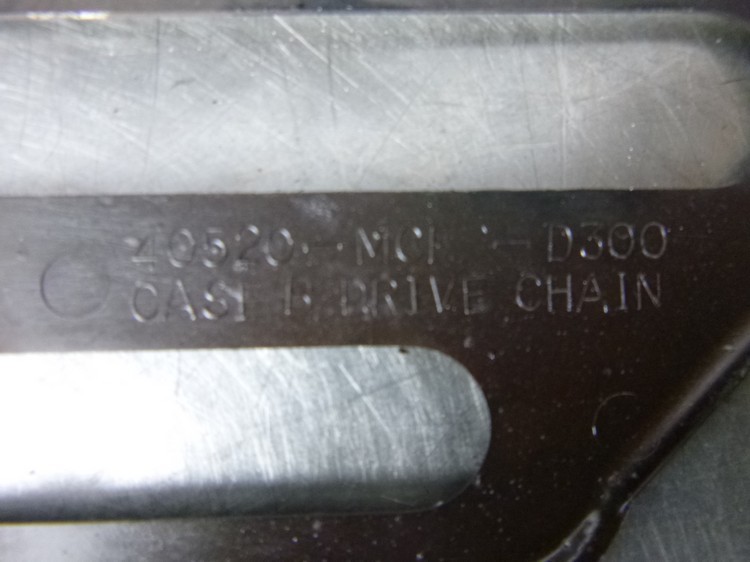 40520 - - D300
CASE B DRIVE CHAIN